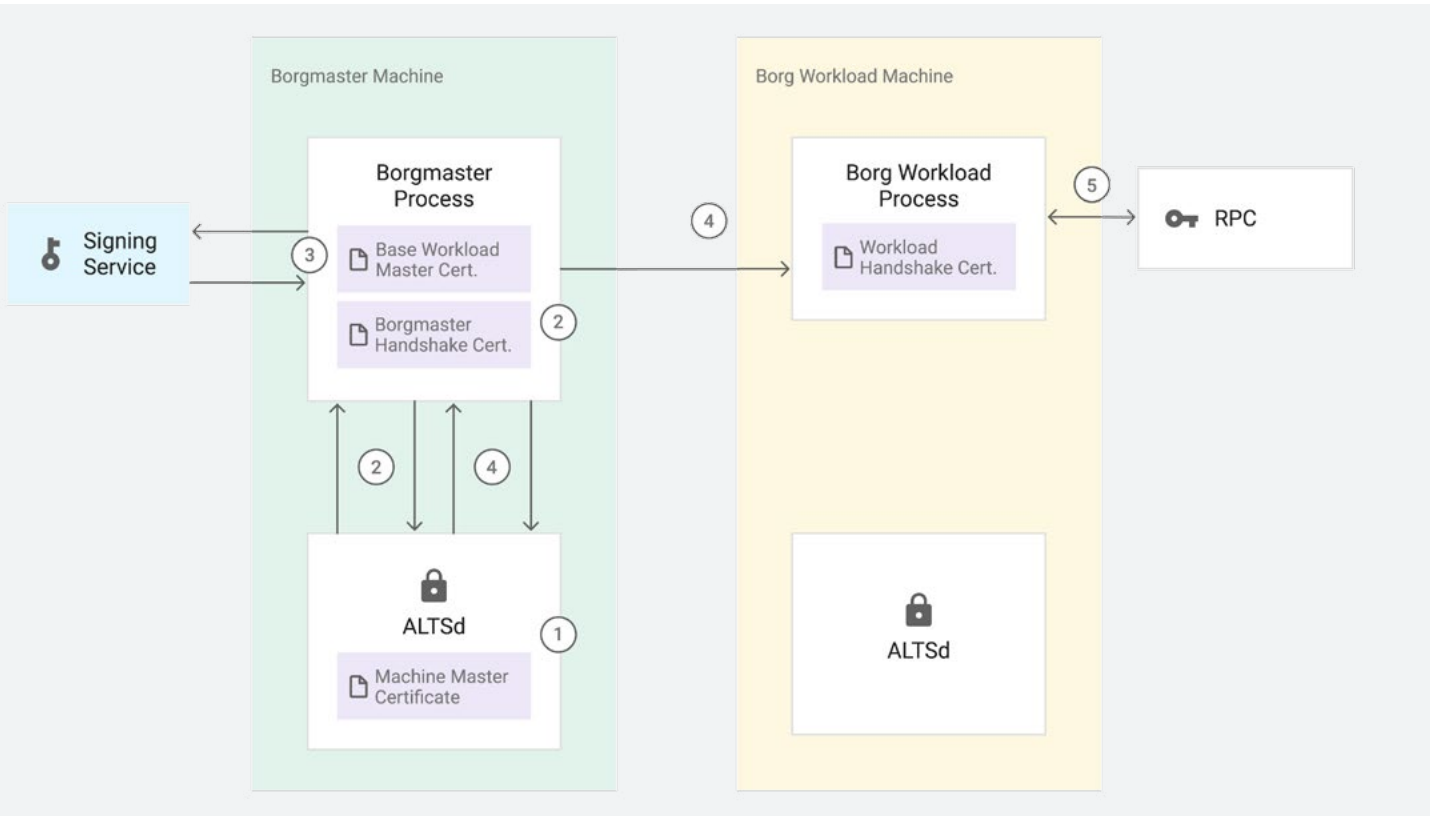 Borgmaster Machine
Borg Workload Machine
Borgmaster
Process
Borg Workload
Process
5
Signing
Service
3
Base Workload
Master Cert.
4
Workload
Handshake Cert.
RPC
Borgmaster
Handshake Cert.
2
2
4
ALTSd
1
Machine Master
Certificate
ALTSd